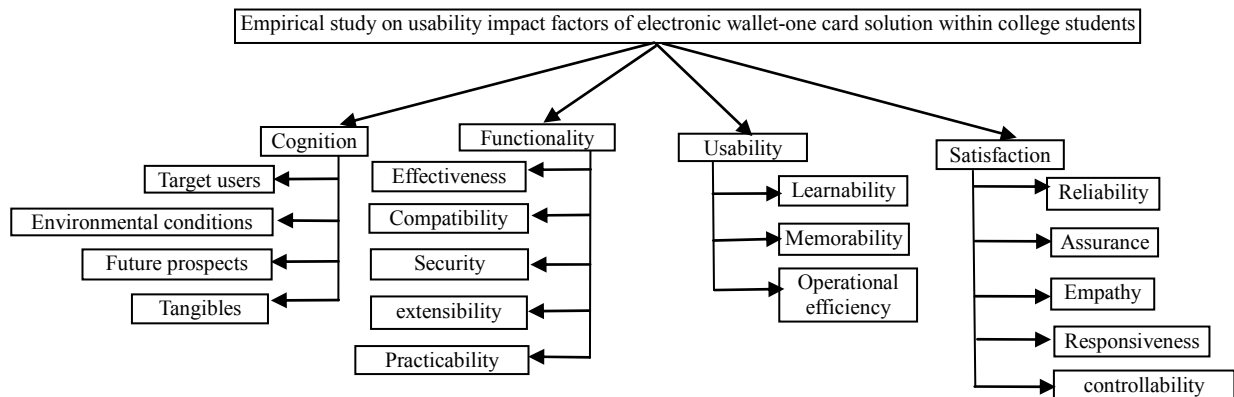 Empirical study on usability impact factors of electronic wallet-one card solution within college students
Cognition
Target users
Environmental conditions
Future prospects
Tangibles
Functionality
Effectiveness
Compatibility
Security
extensibility
Practicability
Usability
Learnability
Memorability
Operational
efficiency
Satisfaction
Reliability
Assurance
Empathy
Responsiveness
controllability